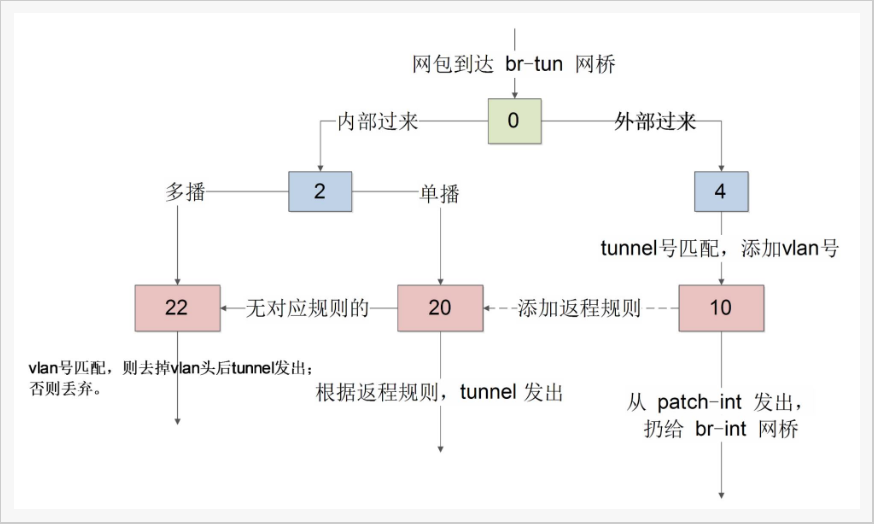 网包到达 br-tun 网桥
0
内部过来
外部过来
多播
2
单播
4
tunnel号匹配，添加vlan号
22
无对应规则的
20
添加返程规则
10
vlan号匹配，则去掉vlan头后tunnel发出；
否则丢弃。
根据返程规则，tunnel 发出
从 patch-int 发出，
扔给 br-int 网桥